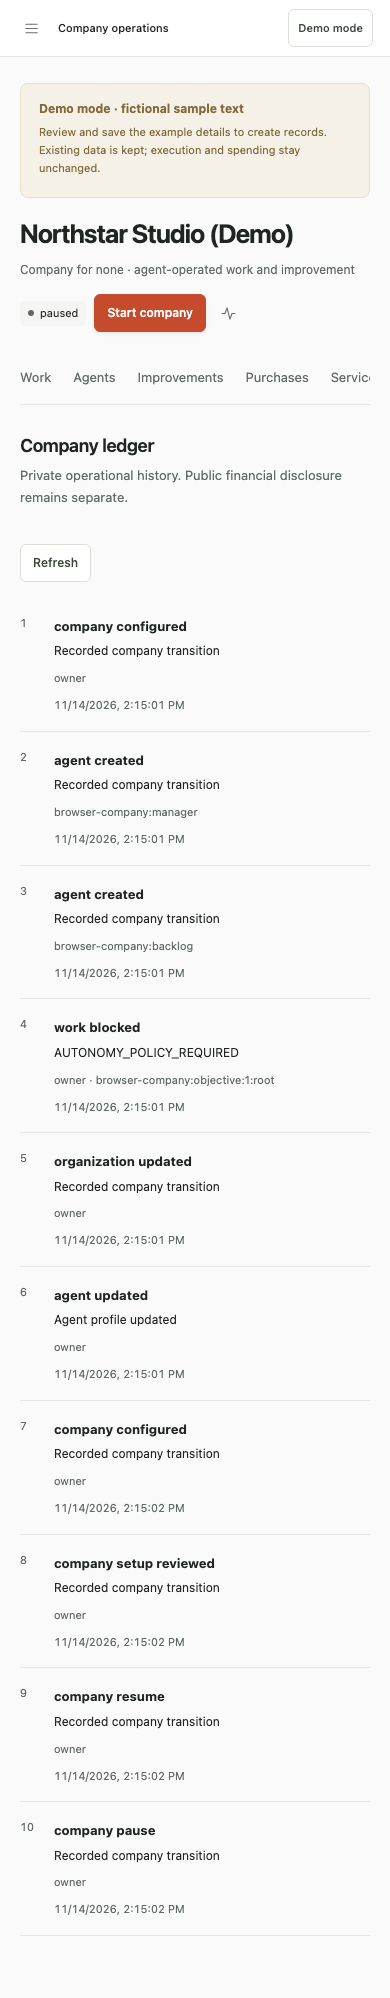 Company operations
Demo mode
Demo mode · fictional sample text
Review and save the example details to create records.
Existing data is kept; execution and spending stay
unchanged.
Northstar Studio (Demo)
Company for none · agent-operated work and improvement
paused
Start company
Work Agents Improvements Purchases Service
Company ledger
Private operational history. Public financial disclosure
remains separate.
Refresh
1
company configured
Recorded company transition
owner
11/14/2026, 2:15:01 PM
2
agent created
Recorded company transition
browser-company:manager
11/14/2026, 2:15:01 PM
3
agent created
Recorded company transition
browser-company:backlog
11/14/2026, 2:15:01 PM
4
work blocked
AUTONOMY_POLICY_REQUIRED
owner · browser-company:objective:1:root
11/14/2026, 2:15:01 PM
5
organization updated
Recorded company transition
owner
11/14/2026, 2:15:01 PM
6
agent updated
Agent profile updated
owner
11/14/2026, 2:15:01 PM
7
company configured
Recorded company transition
owner
11/14/2026, 2:15:02 PM
8
company setup reviewed
Recorded company transition
owner
11/14/2026, 2:15:02 PM
9
company resume
Recorded company transition
owner
11/14/2026, 2:15:02 PM
10
company pause
Recorded company transition
owner
11/14/2026, 2:15:02 PM